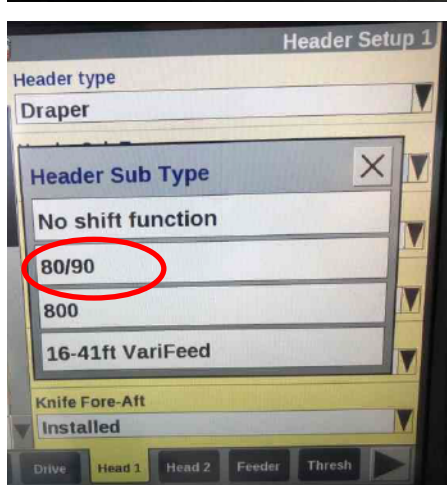 Header Setup 1
Header type
Draper
Header Sub Type
No shift function
80/90
800
16-41ft VariFeed
Knife Fore-Aft
Installed
Drive Head 1 Head 2 Feeder Thresh